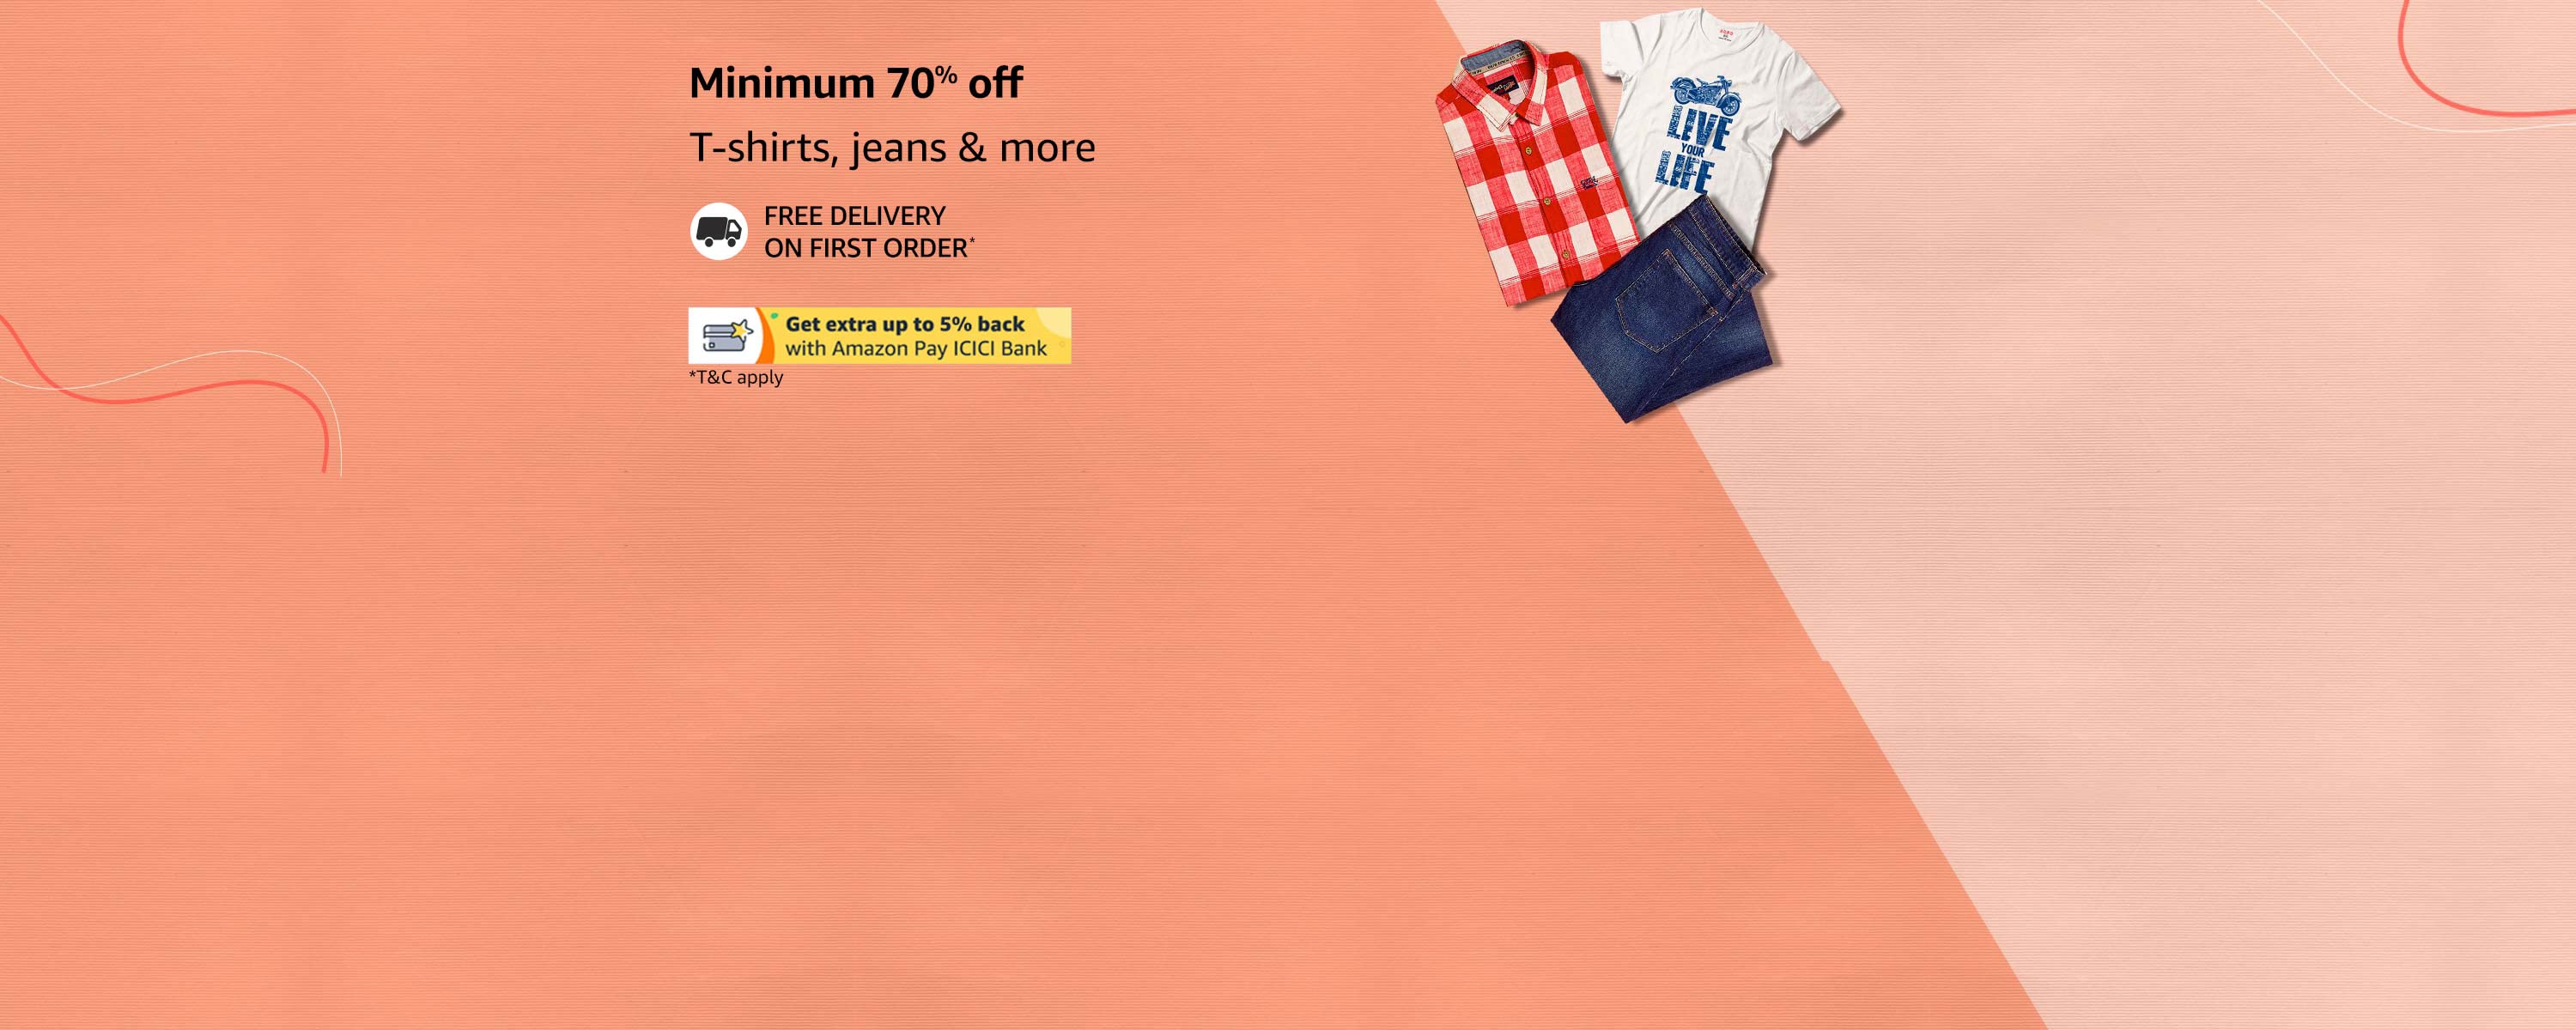 Minimum 70% off
T-shirts, jeans & more
FREE DELIVERY
ON FIRST ORDER*
Get extra up to 5% back
with Amazon Pay ICICI Bank
*T&C apply
LIVE
YOUR
LIFE